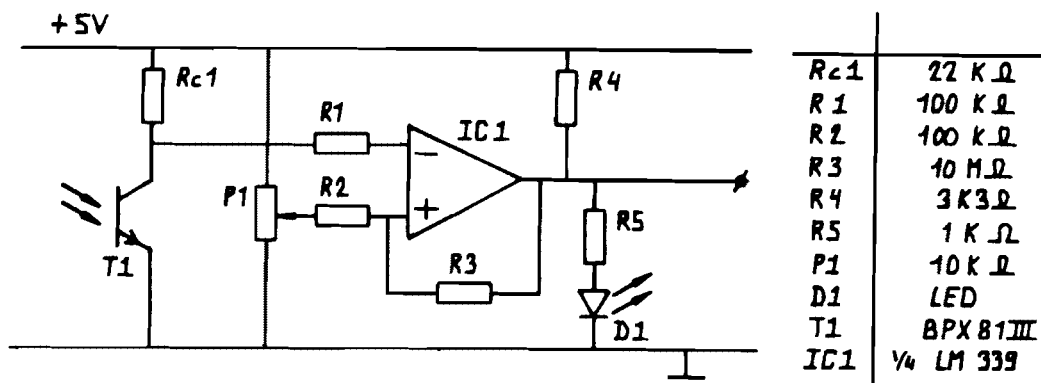 +5V
Rc1
R4
R1
IC1
−
P1
R2
+
R5
T1
R3
D1
Rc1 22 KΩ
R1 100 KΩ
R2 100 KΩ
R3 10 MΩ
R4 3K3Ω
R5 1 KΩ
P1 10 KΩ
D1 LED
T1 BPX 81 III
IC1 ¼ LM 339